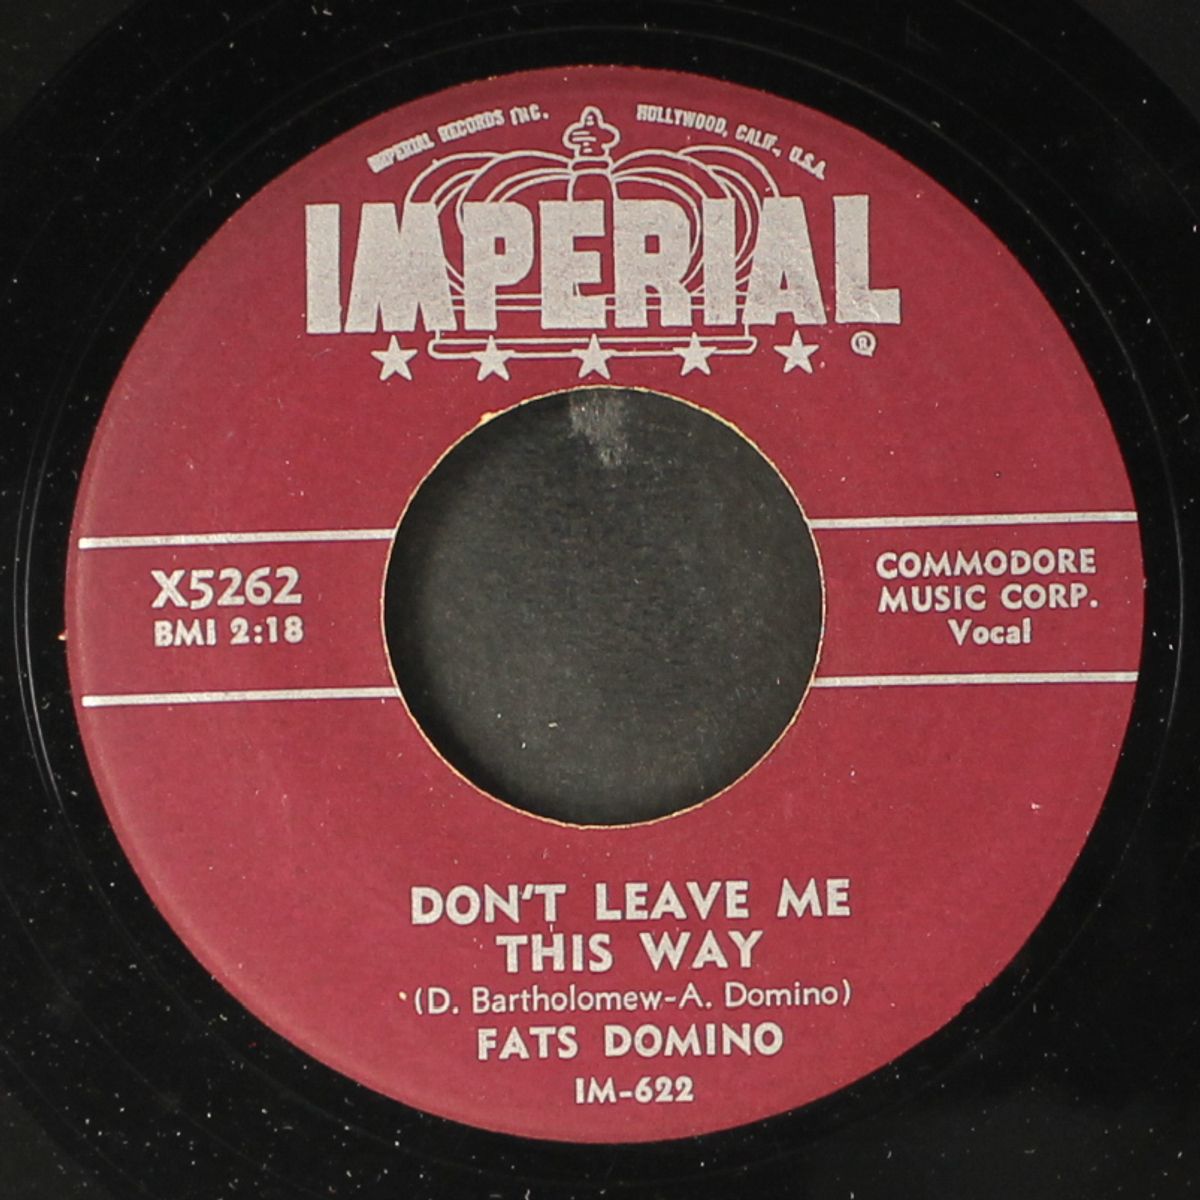 IMPERIAL RECORDS INC. HOLLYWOOD, CALIF., U.S.A.
IMPERIAL
®
X5262
BMI 2:18
COMMODORE
MUSIC CORP.
Vocal
DON'T LEAVE ME
THIS WAY
(D. Bartholomew-A. Domino)
FATS DOMINO
IM-622